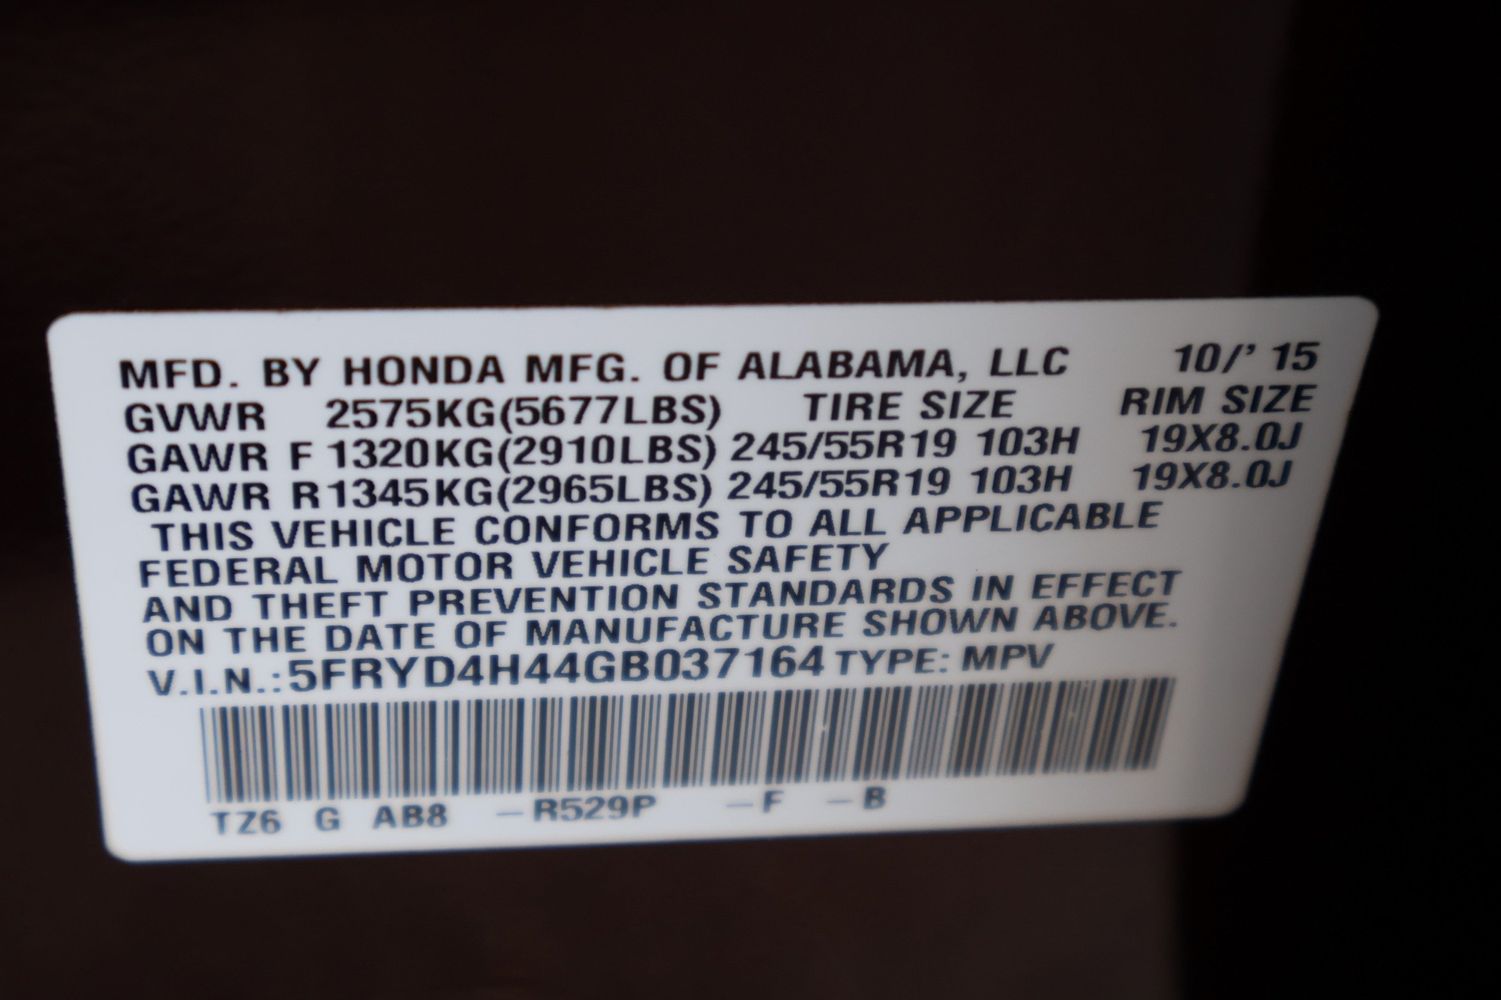 MFD. BY HONDA MFG. OF ALABAMA, LLC 10/' 15
GVWR 2575KG(5677LBS) TIRE SIZE RIM SIZE
GAWR F 1320KG(2910LBS) 245/55R19 103H 19X8.0J
GAWR R 1345KG(2965LBS) 245/55R19 103H 19X8.0J
THIS VEHICLE CONFORMS TO ALL APPLICABLE
FEDERAL MOTOR VEHICLE SAFETY
AND THEFT PREVENTION STANDARDS IN EFFECT
ON THE DATE OF MANUFACTURE SHOWN ABOVE.
V.I.N.: 5FRYD4H44GB037164 TYPE: MPV
TZ6 G AB8 –R529P –F –B